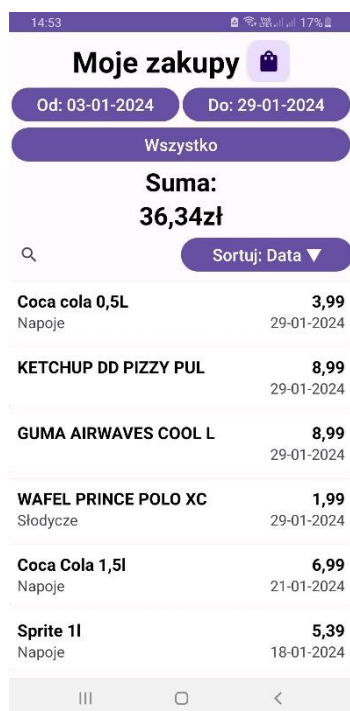 14:53 17%
Moje zakupy
Od: 03-01-2024 Do: 29-01-2024
Wszystko
Suma:
36,34zł
Sortuj: Data ▼
Coca cola 0,5L 3,99
Napoje 29-01-2024
KETCHUP DD PIZZY PUL 8,99
29-01-2024
GUMA AIRWAVES COOL L 8,99
29-01-2024
WAFEL PRINCE POLO XC 1,99
Słodycze 29-01-2024
Coca Cola 1,5l 6,99
Napoje 21-01-2024
Sprite 1l 5,39
Napoje 18-01-2024